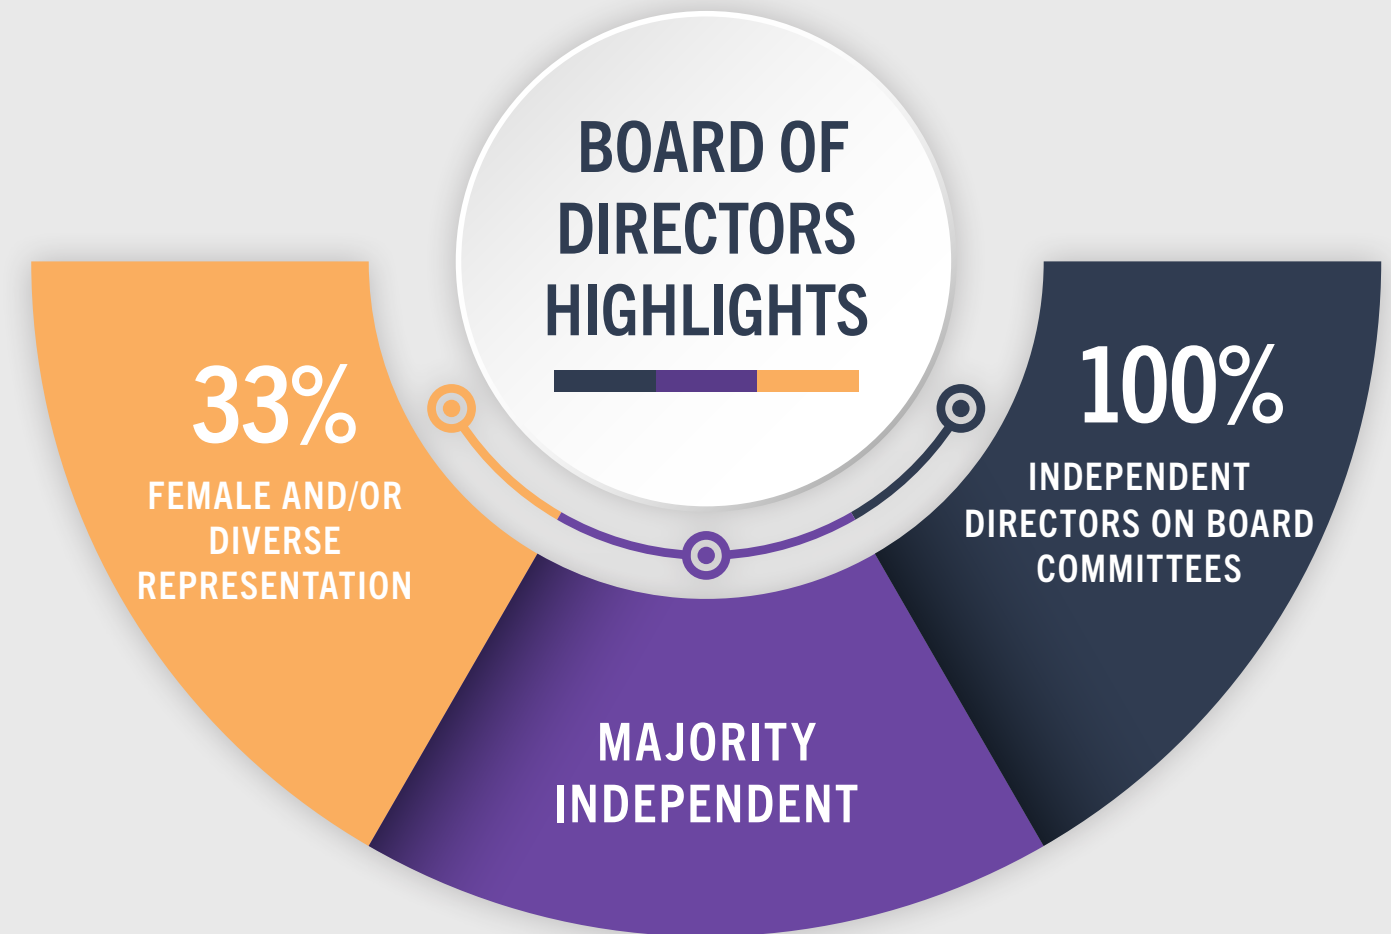 BOARD OF
DIRECTORS
HIGHLIGHTS
33%
FEMALE AND/OR
DIVERSE
REPRESENTATION
MAJORITY
INDEPENDENT
100%
INDEPENDENT
DIRECTORS ON BOARD
COMMITTEES